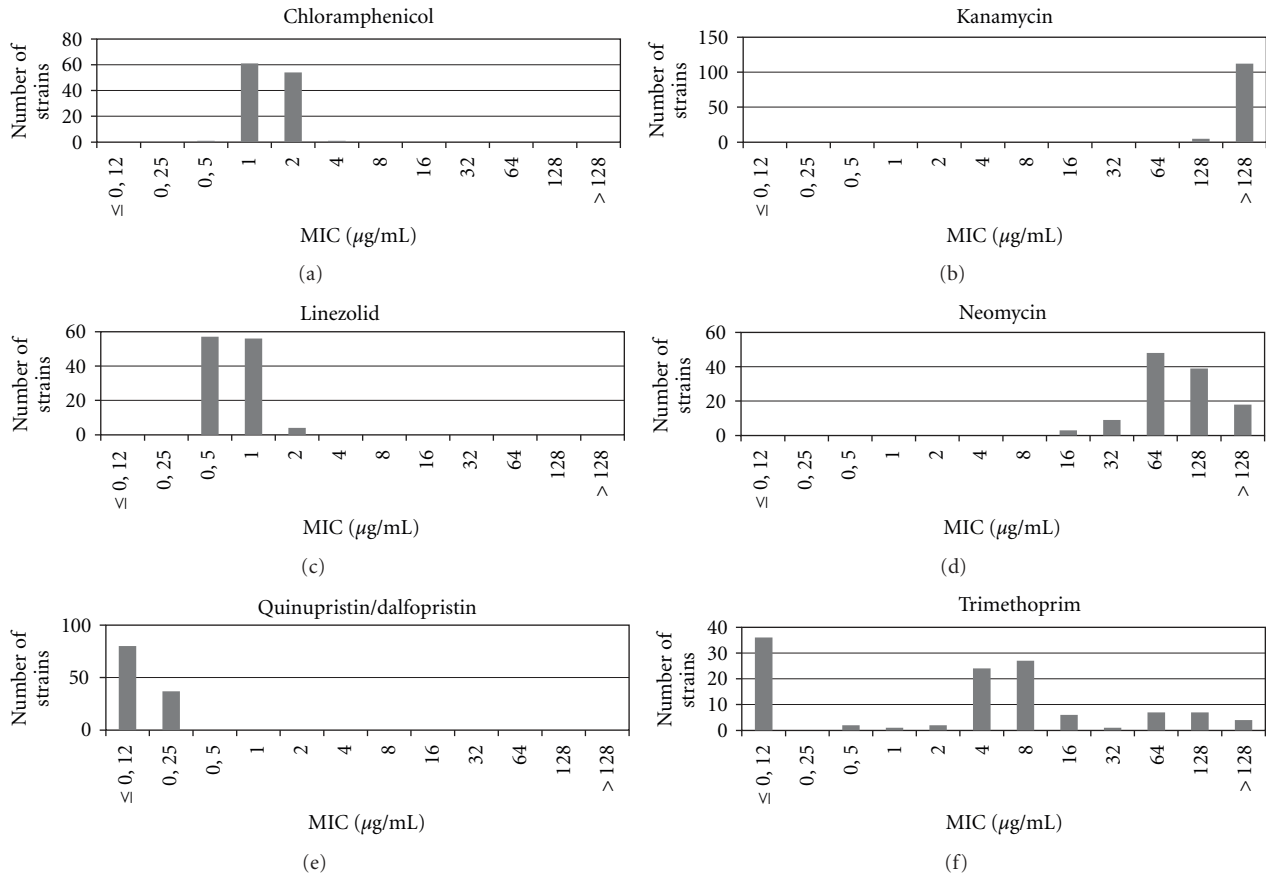 Chloramphenicol
Number of
strains
80
60
40
20
0
≤ 0, 12
0, 25
0, 5
1
2
4
8
16
32
64
128
> 128
MIC (µg/mL)
(a)
Kanamycin
Number of
strains
150
100
50
0
≤ 0, 12
0, 25
0, 5
1
2
4
8
16
32
64
128
> 128
MIC (µg/mL)
(b)
Linezolid
Number of
strains
60
40
20
0
≤ 0, 12
0, 25
0, 5
1
2
4
8
16
32
64
128
> 128
MIC (µg/mL)
(c)
Neomycin
Number of
strains
60
40
20
0
≤ 0, 12
0, 25
0, 5
1
2
4
8
16
32
64
128
> 128
MIC (µg/mL)
(d)
Quinupristin/dalfopristin
Number of
strains
100
50
0
≤ 0, 12
0, 25
0, 5
1
2
4
8
16
32
64
128
> 128
MIC (µg/mL)
(e)
Trimethoprim
Number of
strains
40
30
20
10
0
≤ 0, 12
0, 25
0, 5
1
2
4
8
16
32
64
128
> 128
MIC (µg/mL)
(f)